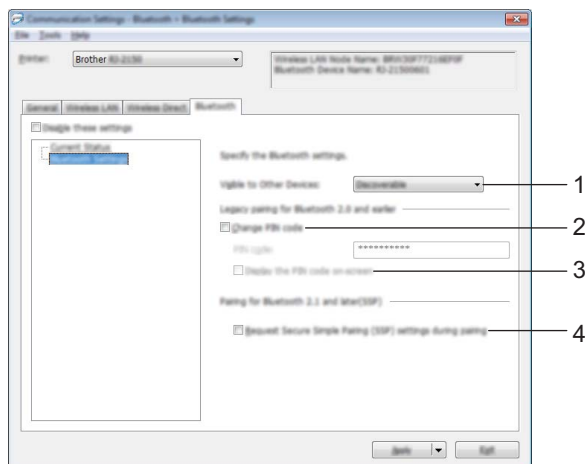 Communication Settings - Bluetooth > Bluetooth Settings
File Tools Help
Printer:
Brother RJ-2150
Wireless LAN Node Name:
Bluetooth Device Name:
General Wireless LAN Wireless Direct Bluetooth
Disable these settings
Current Status
Bluetooth Settings
Specify the Bluetooth settings.
Visible to Other Devices:
Discoverable
1
Legacy pairing for Bluetooth 2.0 and earlier
Change PIN code
2
PIN code:
**********
Display the PIN code on-screen
3
Pairing for Bluetooth 2.1 and later(SSP)
Request Secure Simple Pairing (SSP) settings during pairing
4
Apply
Exit